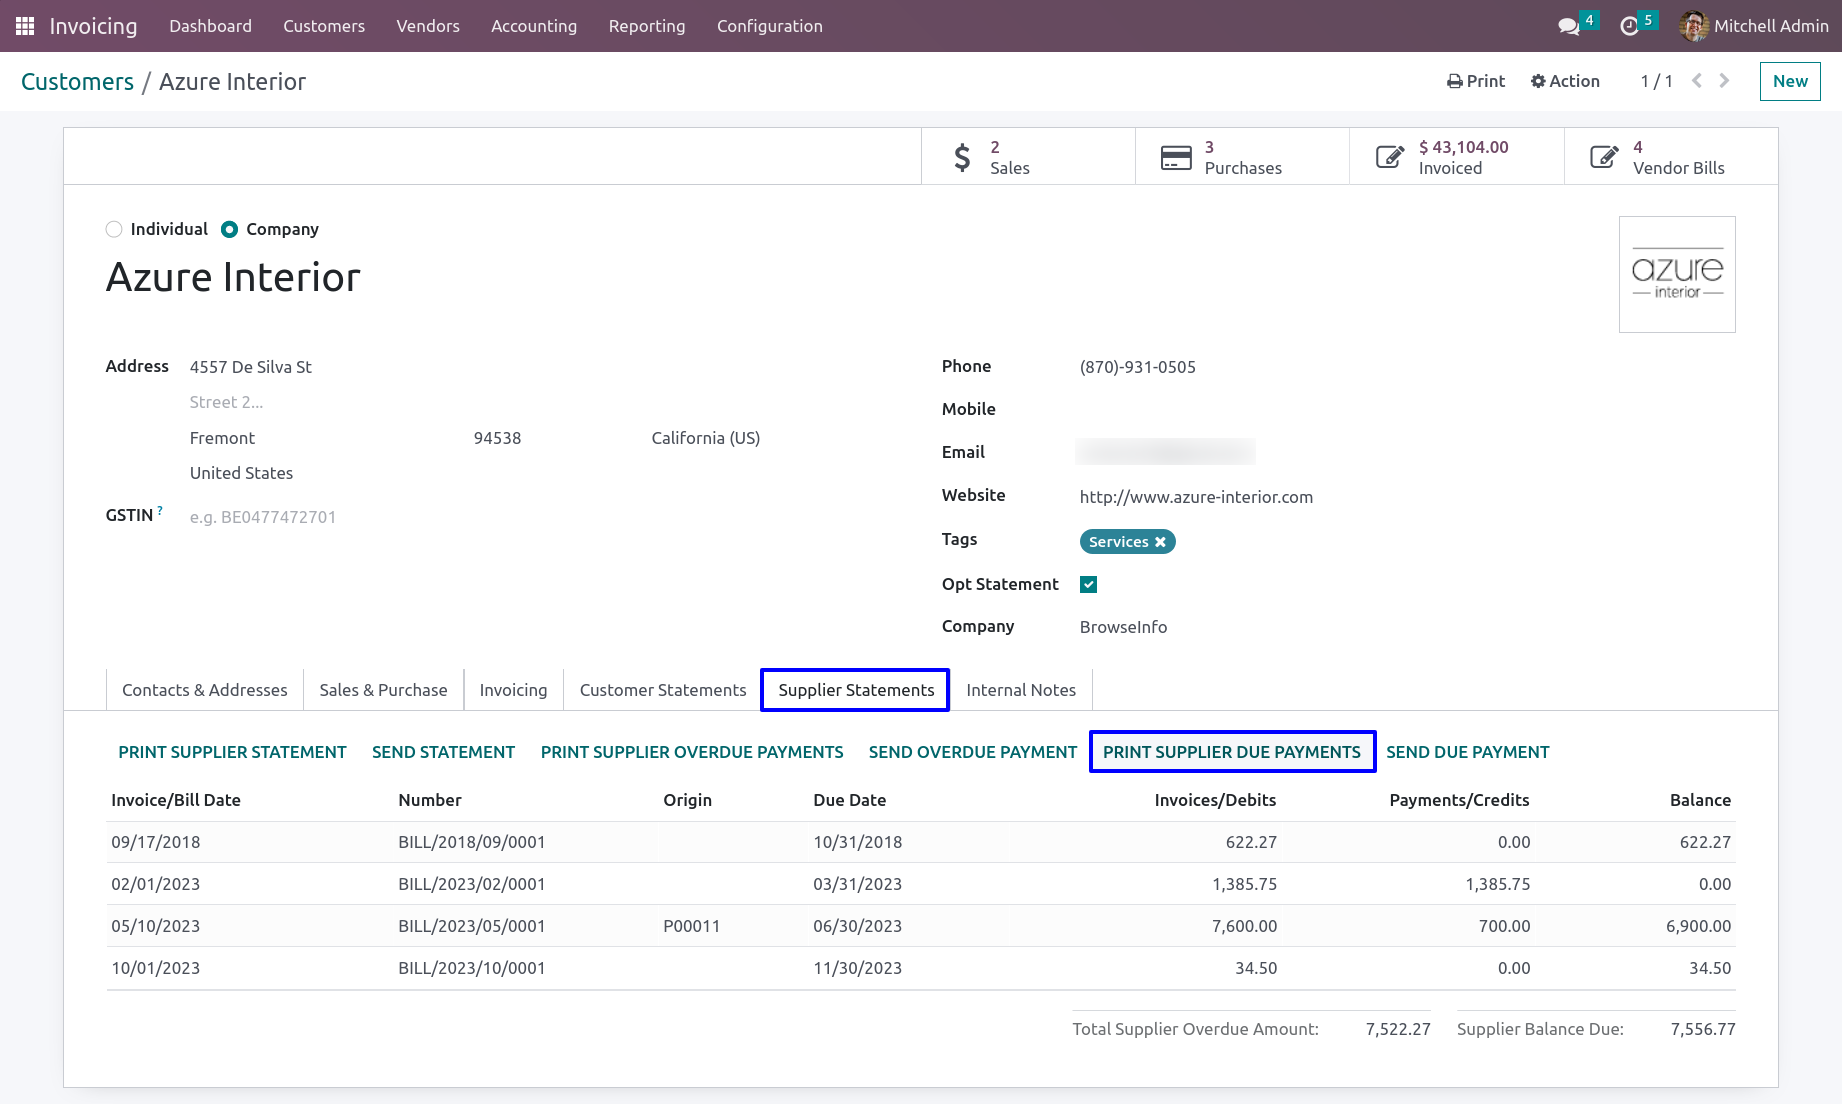 Invoicing Dashboard Customers Vendors Accounting Reporting Configuration 4 5 Mitchell Admin
Customers / Azure Interior Print Action 1 / 1 New
2 3 $ 43,104.00 4
Sales Purchases Invoiced Vendor Bills
Individual Company
Azure Interior
azure
interior
Address 4557 De Silva St Phone (870)-931-0505
Street 2... Mobile
Fremont 94538 California (US) Email
United States Website http://www.azure-interior.com
GSTIN ? e.g. BE0477472701 Tags Services
Opt Statement
Company BrowseInfo
Contacts & Addresses Sales & Purchase Invoicing Customer Statements Supplier Statements Internal Notes
PRINT SUPPLIER STATEMENT SEND STATEMENT PRINT SUPPLIER OVERDUE PAYMENTS SEND OVERDUE PAYMENT PRINT SUPPLIER DUE PAYMENTS SEND DUE PAYMENT
Invoice/Bill Date Number Origin Due Date Invoices/Debits Payments/Credits Balance
09/17/2018 BILL/2018/09/0001 10/31/2018 622.27 0.00 622.27
02/01/2023 BILL/2023/02/0001 03/31/2023 1,385.75 1,385.75 0.00
05/10/2023 BILL/2023/05/0001 P00011 06/30/2023 7,600.00 700.00 6,900.00
10/01/2023 BILL/2023/10/0001 11/30/2023 34.50 0.00 34.50
Total Supplier Overdue Amount: 7,522.27 Supplier Balance Due: 7,556.77